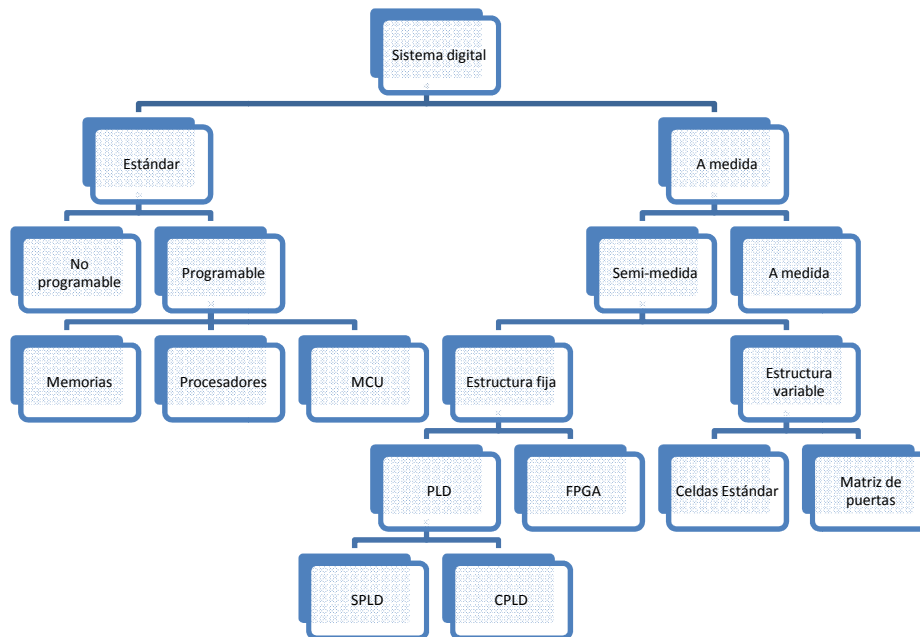 Sistema digital
Estándar
A medida
No
programable
Programable
Semi-medida
A medida
Memorias
Procesadores
MCU
Estructura fija
Estructura
variable
PLD
FPGA
Celdas Estándar
Matriz de
puertas
SPLD
CPLD